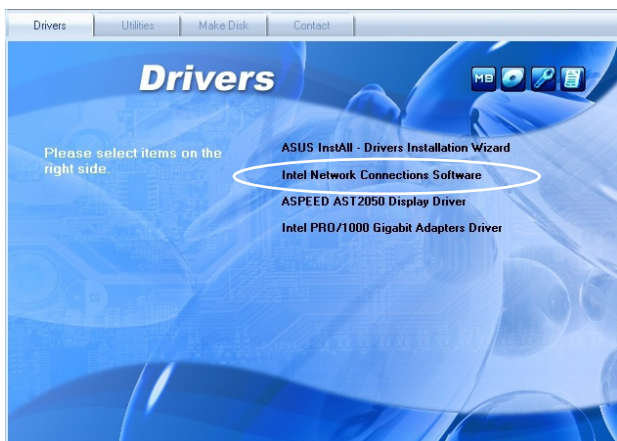 Drivers Utilities Make Disk Contact
Drivers
MB
Please select items on the
right side.
ASUS InstAll - Drivers Installation Wizard
Intel Network Connections Software
ASPEED AST2050 Display Driver
Intel PRO/1000 Gigabit Adapters Driver